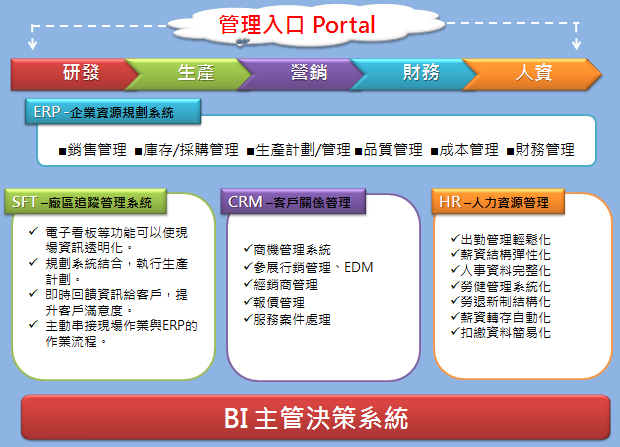 管理入口 Portal
研發 生產 營銷 財務 人資
ERP -企業資源規劃系統
■銷售管理 ■庫存/採購管理 ■生產計劃/管理 ■品質管理 ■成本管理 ■財務管理
SFT –廠區追蹤管理系統
✓ 電子看板等功能可以使現
場資訊透明化。
✓ 規劃系統結合，執行生產
計劃。
✓ 即時回饋資訊給客戶，提
升客戶滿意度。
✓ 主動串接現場作業與ERP的
作業流程。
CRM –客戶關係管理
✓商機管理系統
✓參展行銷管理、EDM
✓經銷商管理
✓報價管理
✓服務案件處理
HR –人力資源管理
✓出勤管理輕鬆化
✓薪資結構彈性化
✓人事資料完整化
✓勞健管理系統化
✓勞退新制結構化
✓薪資轉存自動化
✓扣繳資料簡易化
BI 主管決策系統